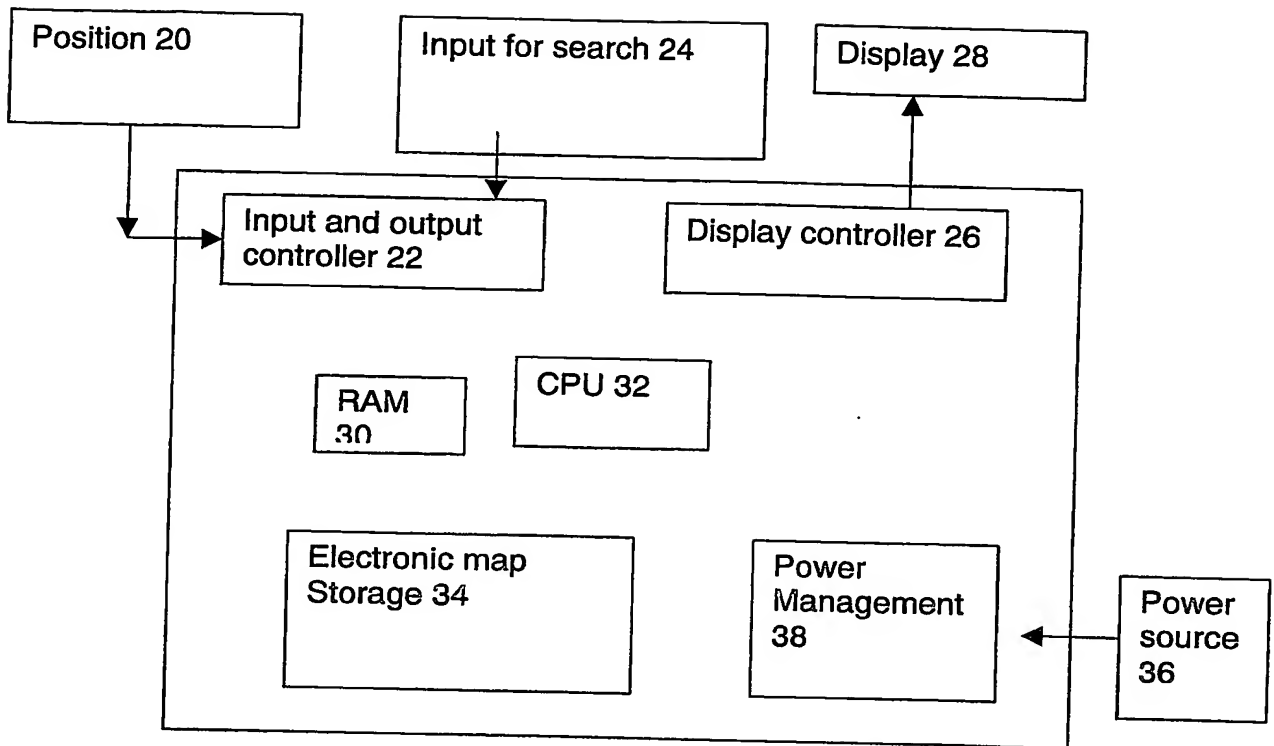 Position 20
Input for search 24
Display 28
Input and output
controller 22
Display controller 26
RAM
30
CPU 32
Electronic map
Storage 34
Power
Management
38
Power
source
36